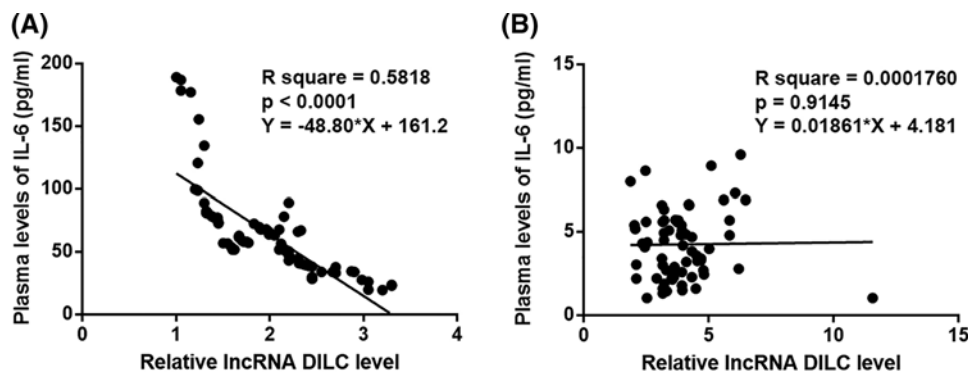 (A)
Plasma levels of IL-6 (pg/ml)
200
150
100
50
0
R square = 0.5818
p < 0.0001
Y = -48.80*X + 161.2
0 1 2 3 4
Relative lncRNA DILC level
(B)
Plasma levels of IL-6 (pg/ml)
15
10
5
0
R square = 0.0001760
p = 0.9145
Y = 0.01861*X + 4.181
0 5 10 15
Relative lncRNA DILC level